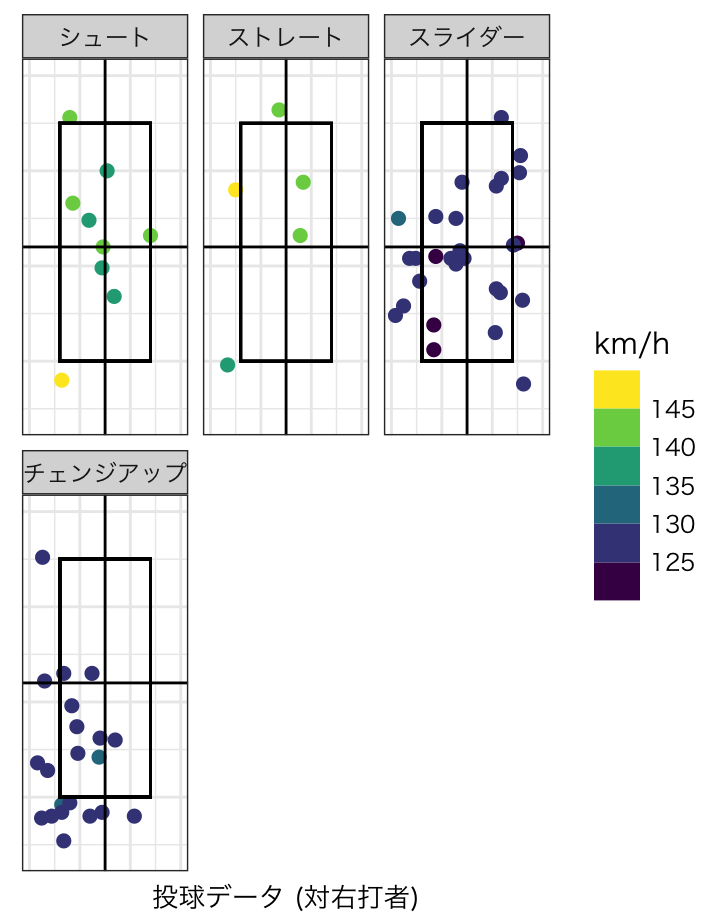 シュート
ストレート
スライダー
km/h
145
140
135
130
125
チェンジアップ
投球データ (対右打者)